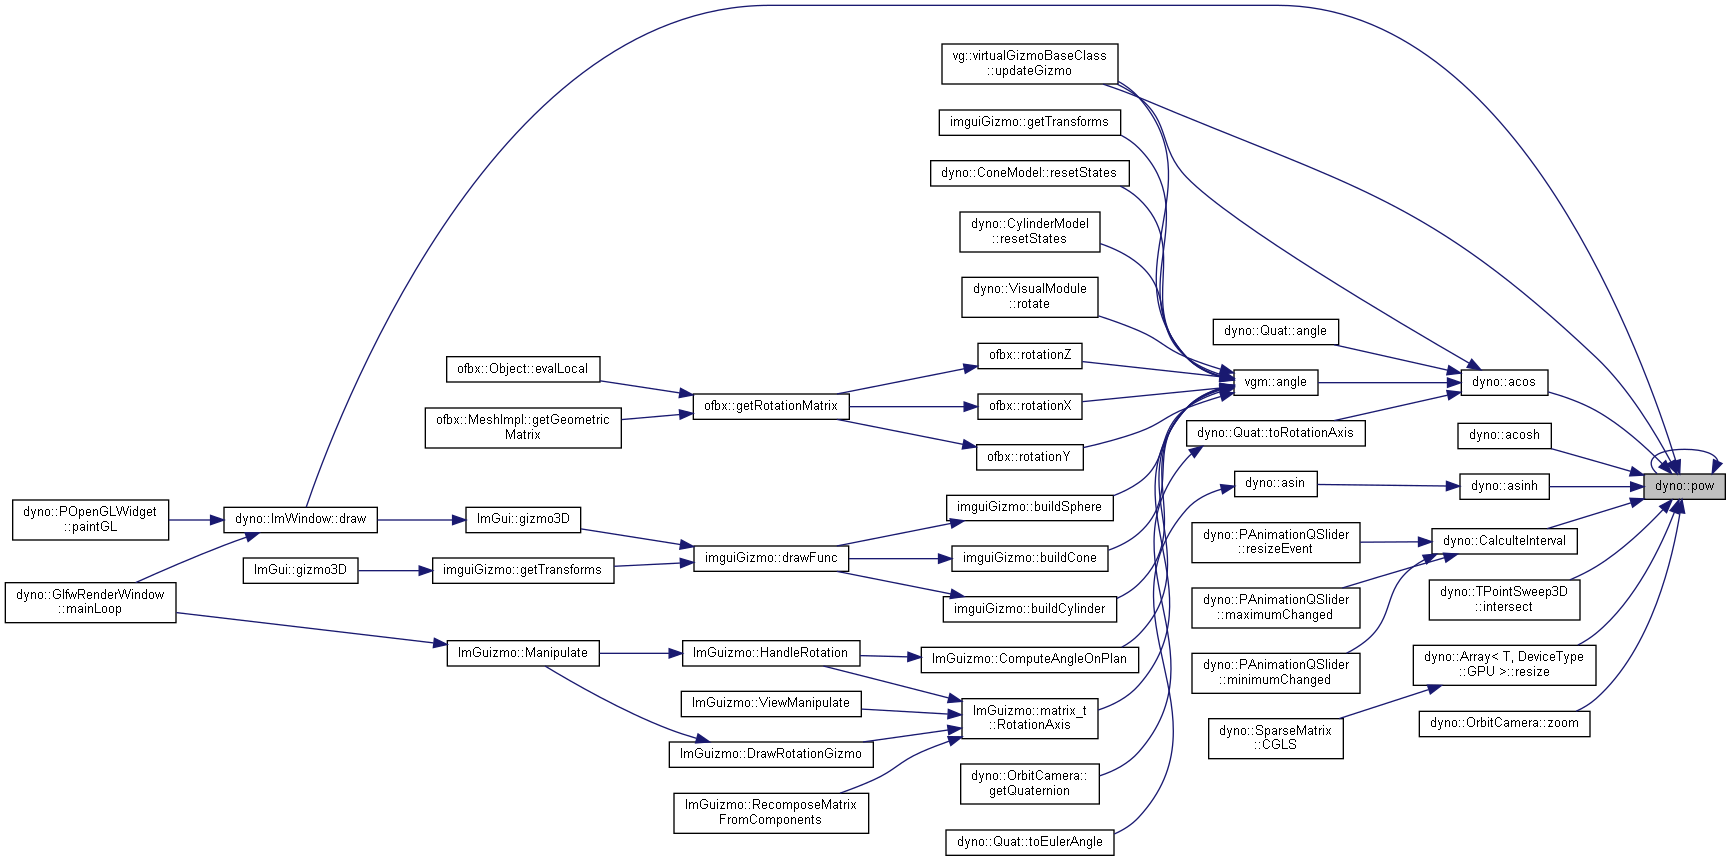 vg::virtualGizmoBaseClass
::updateGizmo
imguiGizmo::getTransforms
dyno::ConeModel::resetStates
dyno::CylinderModel
::resetStates
dyno::VisualModule
::rotate
dyno::Quat::angle
ofbx::rotationZ
ofbx::Object::evalLocal
vgm::angle
dyno::acos
ofbx::getRotationMatrix
ofbx::rotationX
ofbx::MeshImpl::getGeometric
Matrix
dyno::Quat::toRotationAxis
dyno::acosh
ofbx::rotationY
dyno::asin
dyno::asinh
dyno::pow
imguiGizmo::buildSphere
dyno::POpenGLWidget
::paintGL
dyno::ImWindow::draw
ImGui::gizmo3D
dyno::PAnimationQSlider
::resizeEvent
dyno::CalculteInterval
imguiGizmo::drawFunc
imguiGizmo::buildCone
ImGui::gizmo3D
imguiGizmo::getTransforms
dyno::GlfwRenderWindow
::mainLoop
imguiGizmo::buildCylinder
dyno::PAnimationQSlider
::maximumChanged
dyno::TPointSweep3D
::intersect
ImGuizmo::Manipulate
ImGuizmo::HandleRotation
ImGuizmo::ComputeAngleOnPlan
dyno::PAnimationQSlider
::minimumChanged
dyno::Array< T, DeviceType
::GPU >::resize
ImGuizmo::ViewManipulate
ImGuizmo::matrix_t
::RotationAxis
dyno::OrbitCamera::zoom
dyno::SparseMatrix
::CGLS
ImGuizmo::DrawRotationGizmo
dyno::OrbitCamera::
getQuaternion
ImGuizmo::RecomposeMatrix
FromComponents
dyno::Quat::toEulerAngle